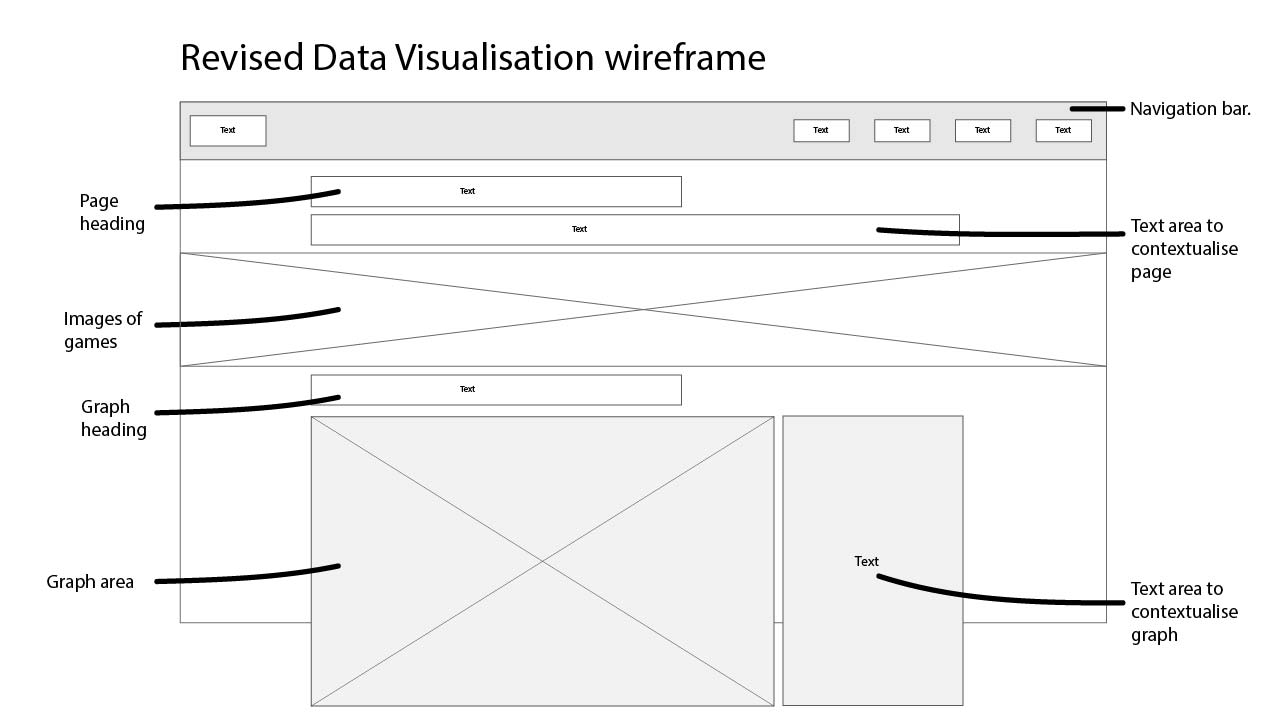 Revised Data Visualisation wireframe
Navigation bar.
Text
Text
Text
Text
Text
Page
heading
Text
Text
Text area to
contextualise
page
Images of
games
Graph
heading
Text
Graph area
Text
Text area to
contextualise
graph